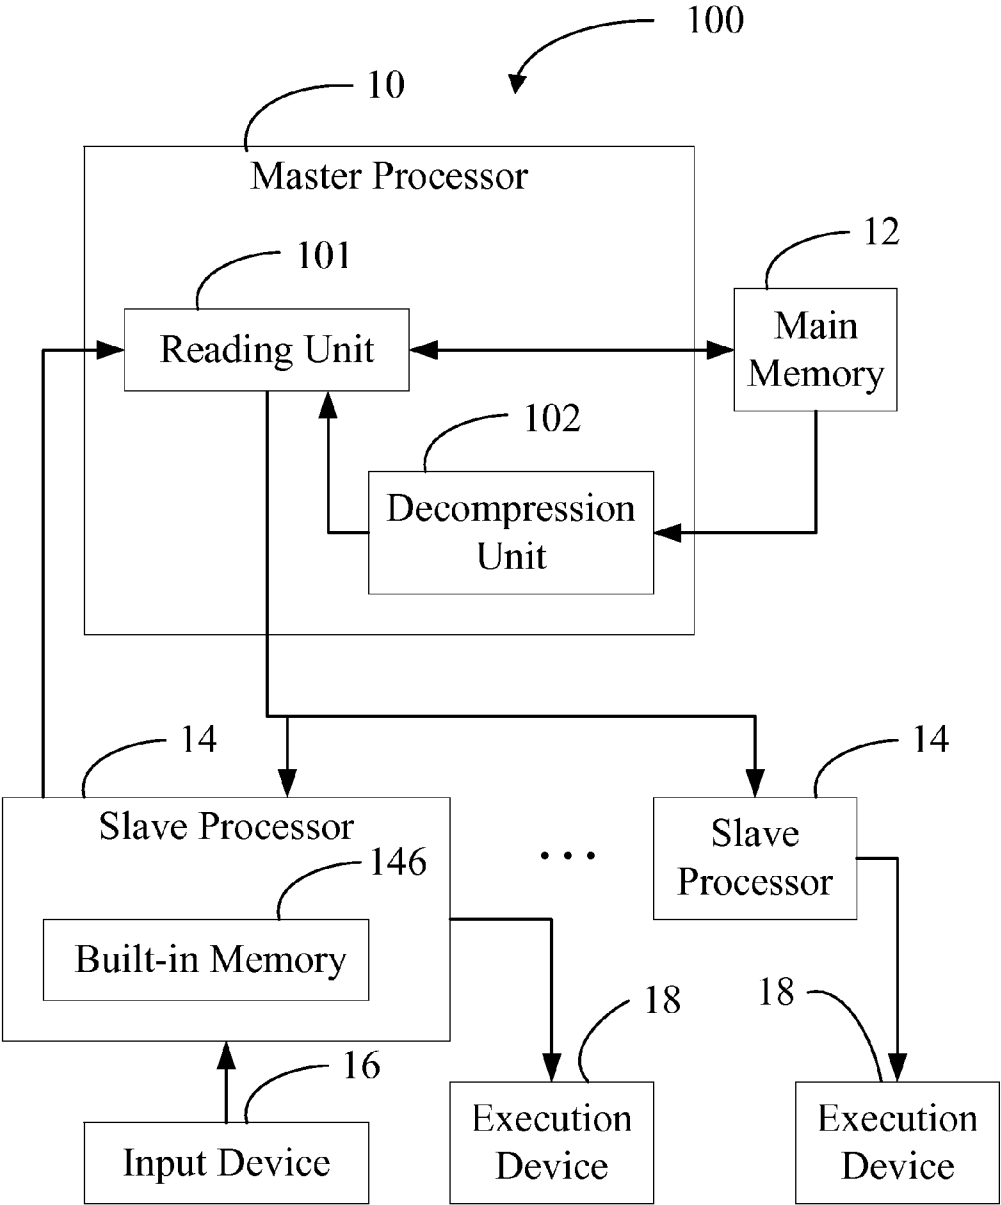 100
10
Master Processor
101
12
Reading Unit
Main
Memory
102
Decompression
Unit
14
14
Slave Processor
Slave
Processor
146
...
Built-in Memory
18
18
16
Input Device
Execution
Device
Execution
Device